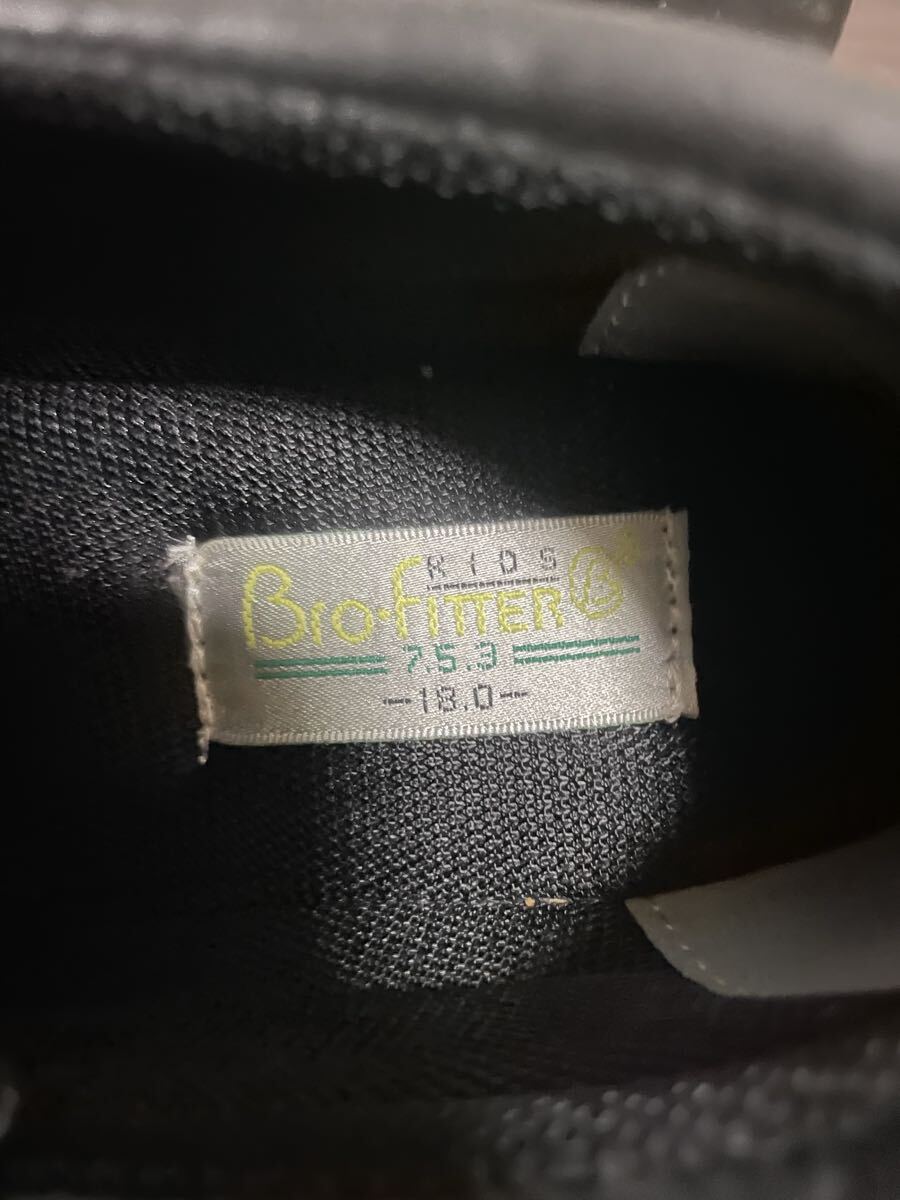 KIDS
Bio·Fitter B
7.5.3
-18.0-